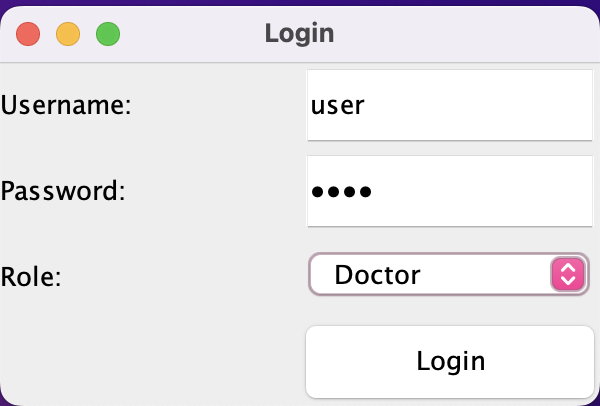 Login
Username: user
Password: ••••
Role: Doctor
Login